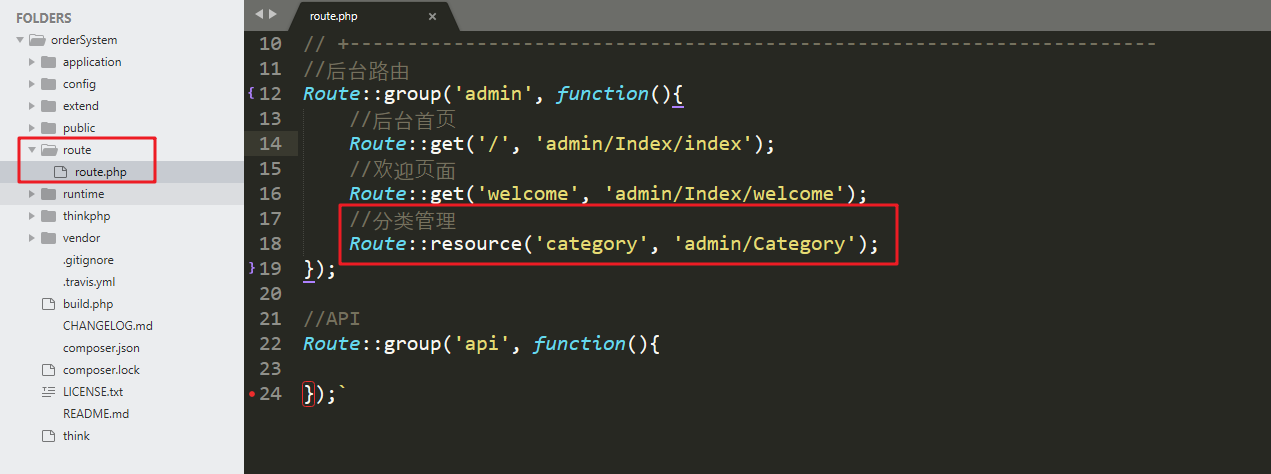 FOLDERS
orderSystem
application
config
extend
public
route
route.php
runtime
thinkphp
vendor
.gitignore
.travis.yml
build.php
CHANGELOG.md
composer.json
composer.lock
LICENSE.txt
README.md
think
route.php ×
10 // +----------------------------------------------------------------------
11 //后台路由
{ 12 Route::group('admin', function(){
13 //后台首页
14 Route::get('/', 'admin/Index/index');
15 //欢迎页面
16 Route::get('welcome', 'admin/Index/welcome');
17 //分类管理
18 Route::resource('category', 'admin/Category');
} 19 });
20
21 //API
22 Route::group('api', function(){
23
24 });`